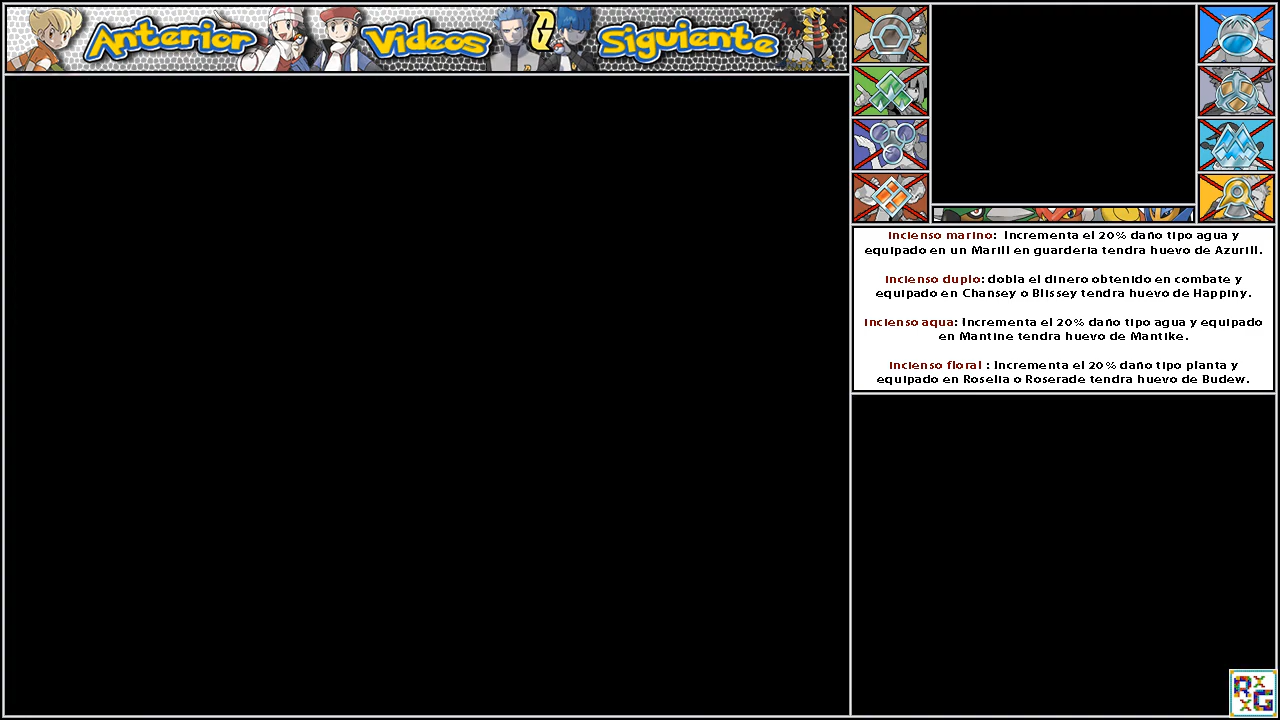 Anterior Videos G Siguiente
Incienso marino: Incrementa el 20% daño tipo agua y
equipado en un Marill en guarderia tendra huevo de Azurill.
Incienso duplo: dobla el dinero obtenido en combate y
equipado en Chansey o Blissey tendra huevo de Happiny.
Incienso aqua: Incrementa el 20% daño tipo agua y equipado
en Mantine tendra huevo de Mantike.
Incienso floral : Incrementa el 20% daño tipo planta y
equipado en Roselia o Roserade tendra huevo de Budew.
RxxG